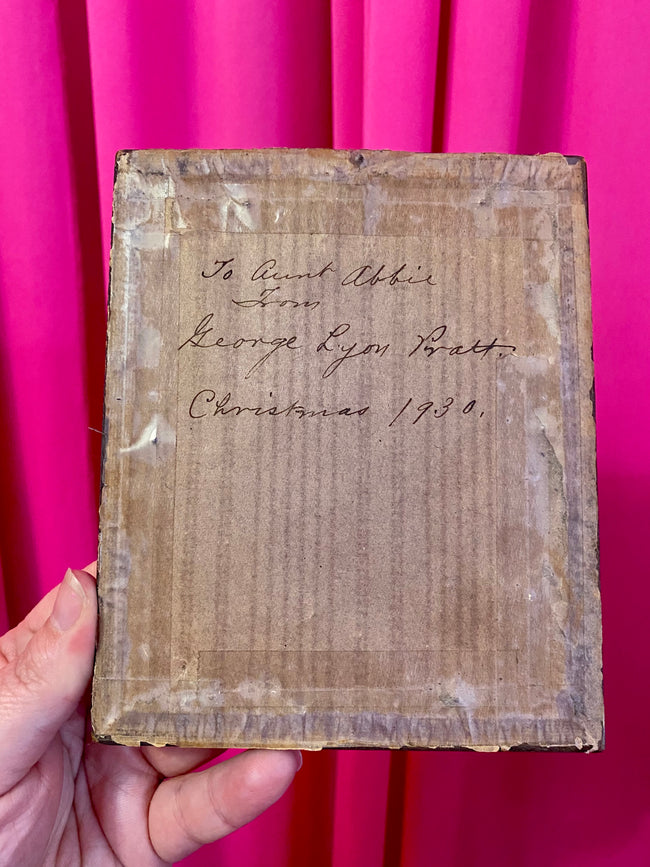 To Aunt Abbie
From
George Lyon Pratt.
Christmas 1930.